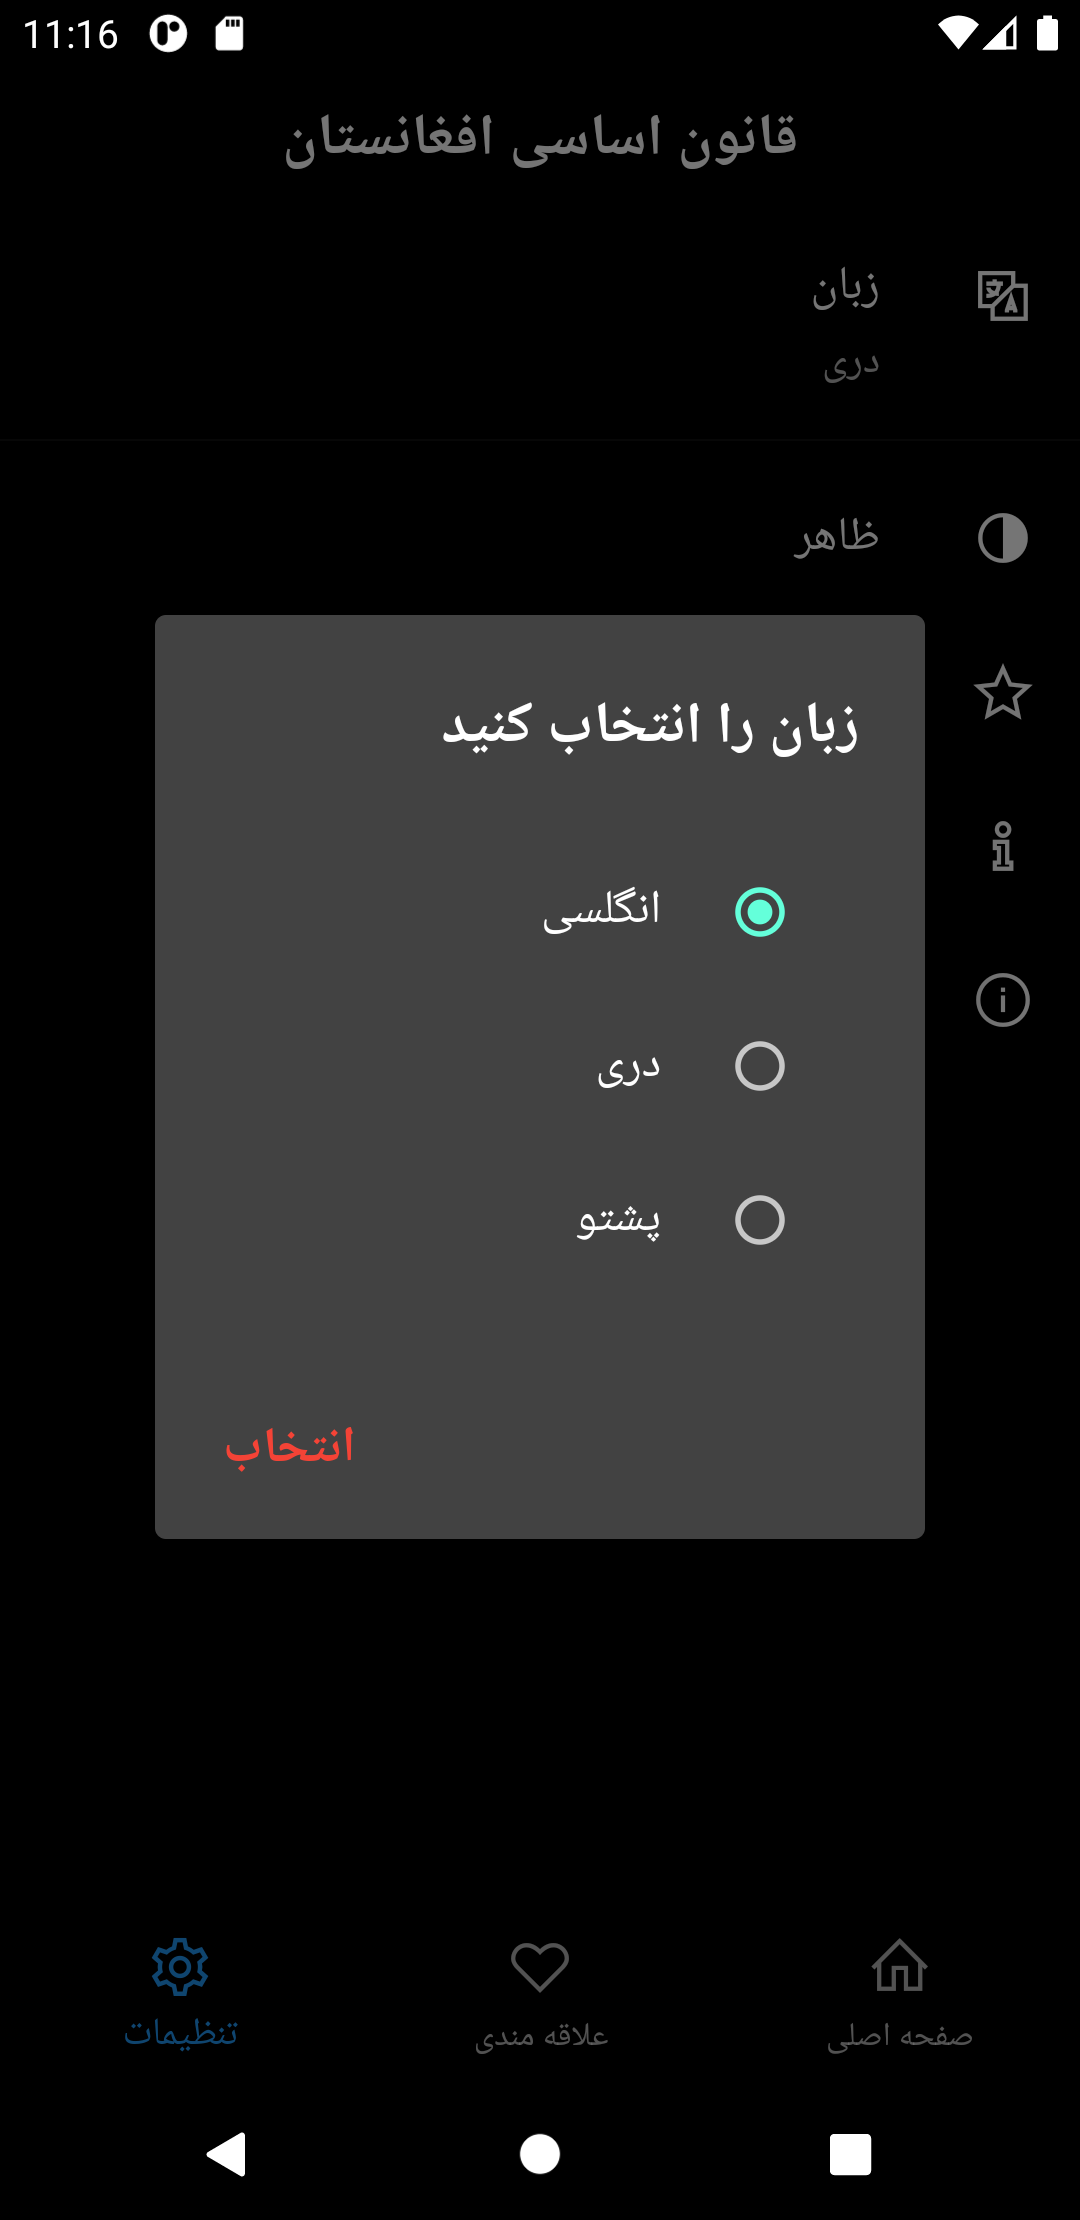 11:16
قانون اساسی افغانستان
زبان
دری
ظاهر
زبان را انتخاب کنید
انگلسی
دری
پشتو
انتخاب
صفحه اصلی
علاقه مندی
تنظیمات